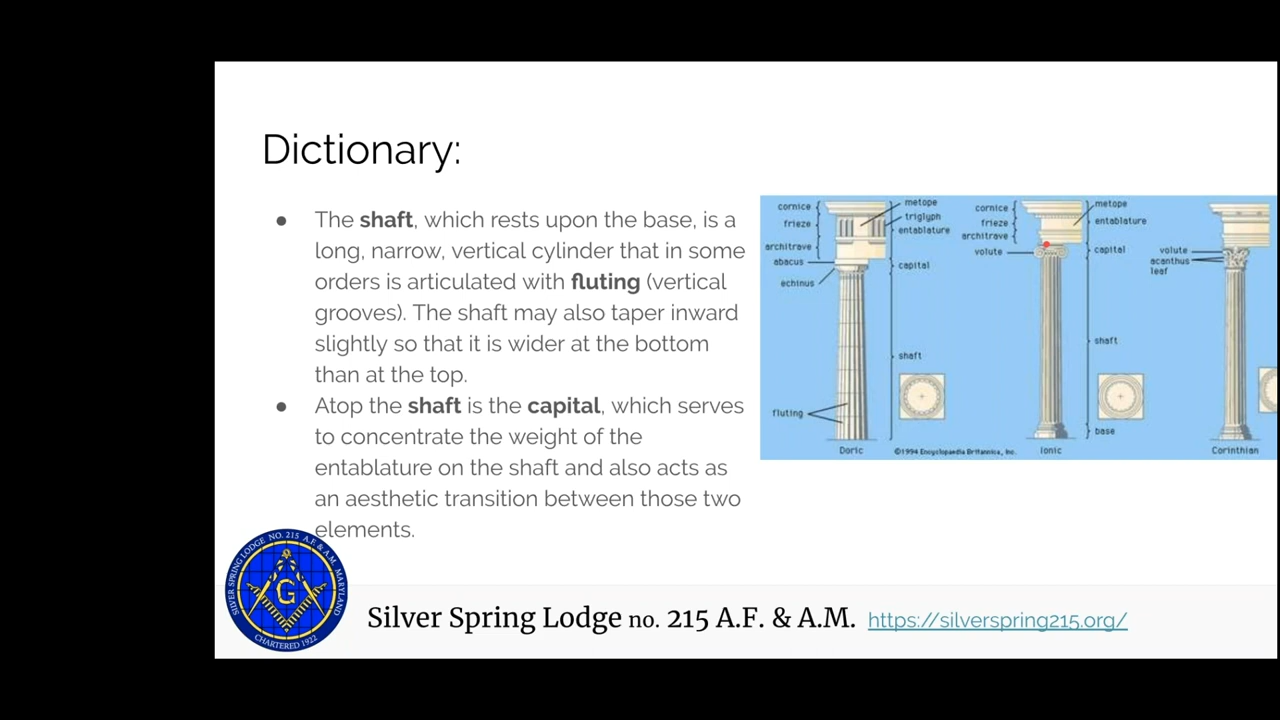 Dictionary:
● The shaft, which rests upon the base, is a
long, narrow, vertical cylinder that in some
orders is articulated with fluting (vertical
grooves). The shaft may also taper inward
slightly so that it is wider at the bottom
than at the top.
● Atop the shaft is the capital, which serves
to concentrate the weight of the
entablature on the shaft and also acts as
an aesthetic transition between those two
elements.
cornice
frieze
architrave
abacus
echinus
fluting
metope
triglyph
entablature
capital
shaft
Doric
©1994 Encyclopaedia Britannica, Inc.
cornice
frieze
architrave
volute
metope
entablature
capital
shaft
base
Ionic
volute
acanthus
leaf
Corinthian
SILVER SPRING LODGE NO. 215 A.F. & A.M. MARYLAND
G
CHARTERED 1922
Silver Spring Lodge no. 215 A.F. & A.M. https://silverspring215.org/